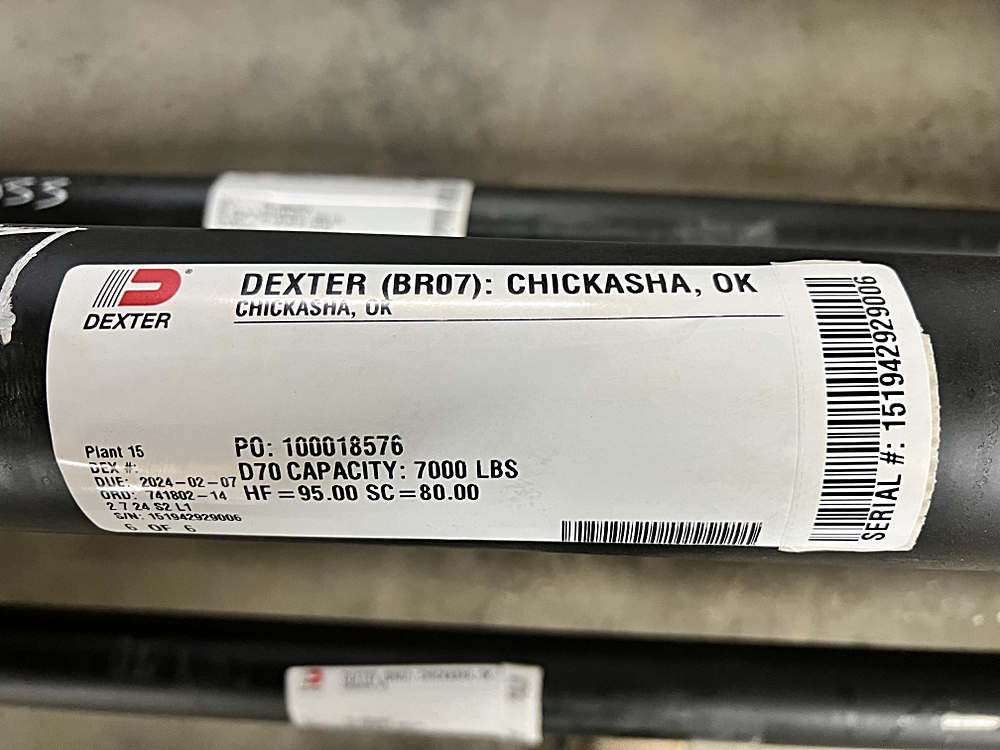 DEXTER
DEXTER (BR07): CHICKASHA, OK
CHICKASHA, OK
Plant 15
DEX #:
DUE: 2024-02-07
ORD: 741802-14
2 7 24 S2 L1
S/N: 151942929006
6 OF 6
PO: 100018576
D70 CAPACITY: 7000 LBS
HF=95.00 SC=80.00
SERIAL #: 151942929006